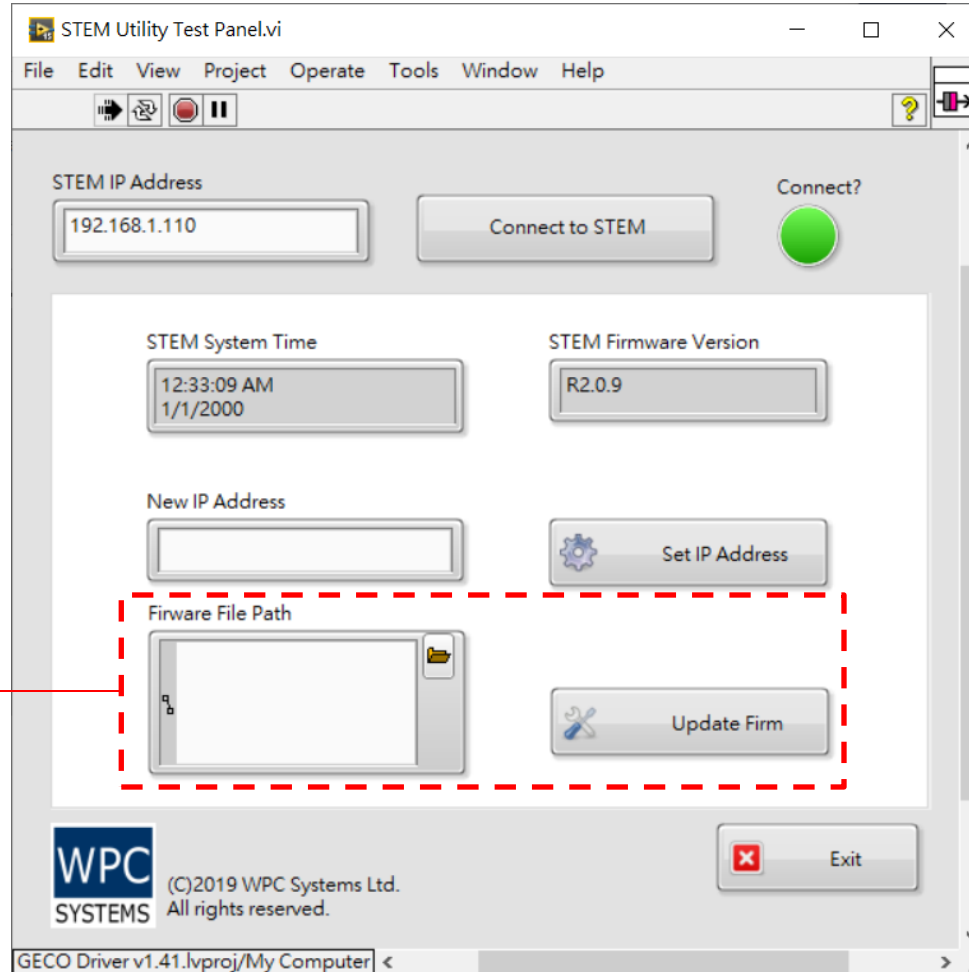 STEM Utility Test Panel.vi
File Edit View Project Operate Tools Window Help
STEM IP Address
Connect?
192.168.1.110
Connect to STEM
STEM System Time
STEM Firmware Version
12:33:09 AM
1/1/2000
R2.0.9
New IP Address
Set IP Address
Firware File Path
Update Firm
WPC
SYSTEMS
(C)2019 WPC Systems Ltd.
All rights reserved.
Exit
GECO Driver v1.41.lvproj/My Computer